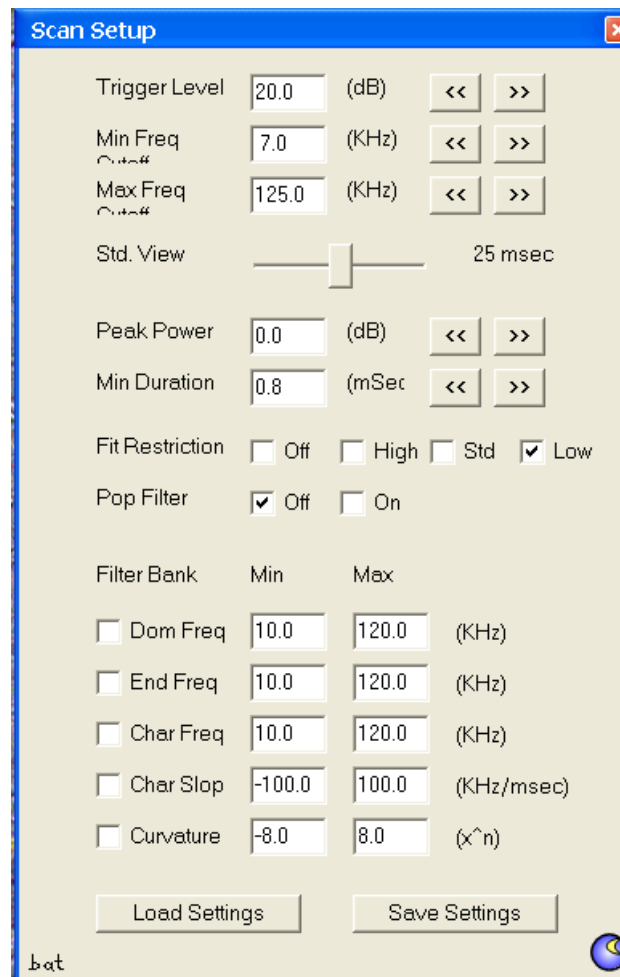 Scan Setup
Trigger Level 20.0 (dB) << >>
Min Freq 7.0 (KHz) << >>
Cutoff
Max Freq 125.0 (KHz) << >>
Cutoff
Std. View 25 msec
Peak Power 0.0 (dB) << >>
Min Duration 0.8 (mSec << >>
Fit Restriction Off High Std Low
Pop Filter Off On
Filter Bank Min Max
Dom Freq 10.0 120.0 (KHz)
End Freq 10.0 120.0 (KHz)
Char Freq 10.0 120.0 (KHz)
Char Slop -100.0 100.0 (KHz/msec)
Curvature -8.0 8.0 (x^n)
Load Settings Save Settings
bat